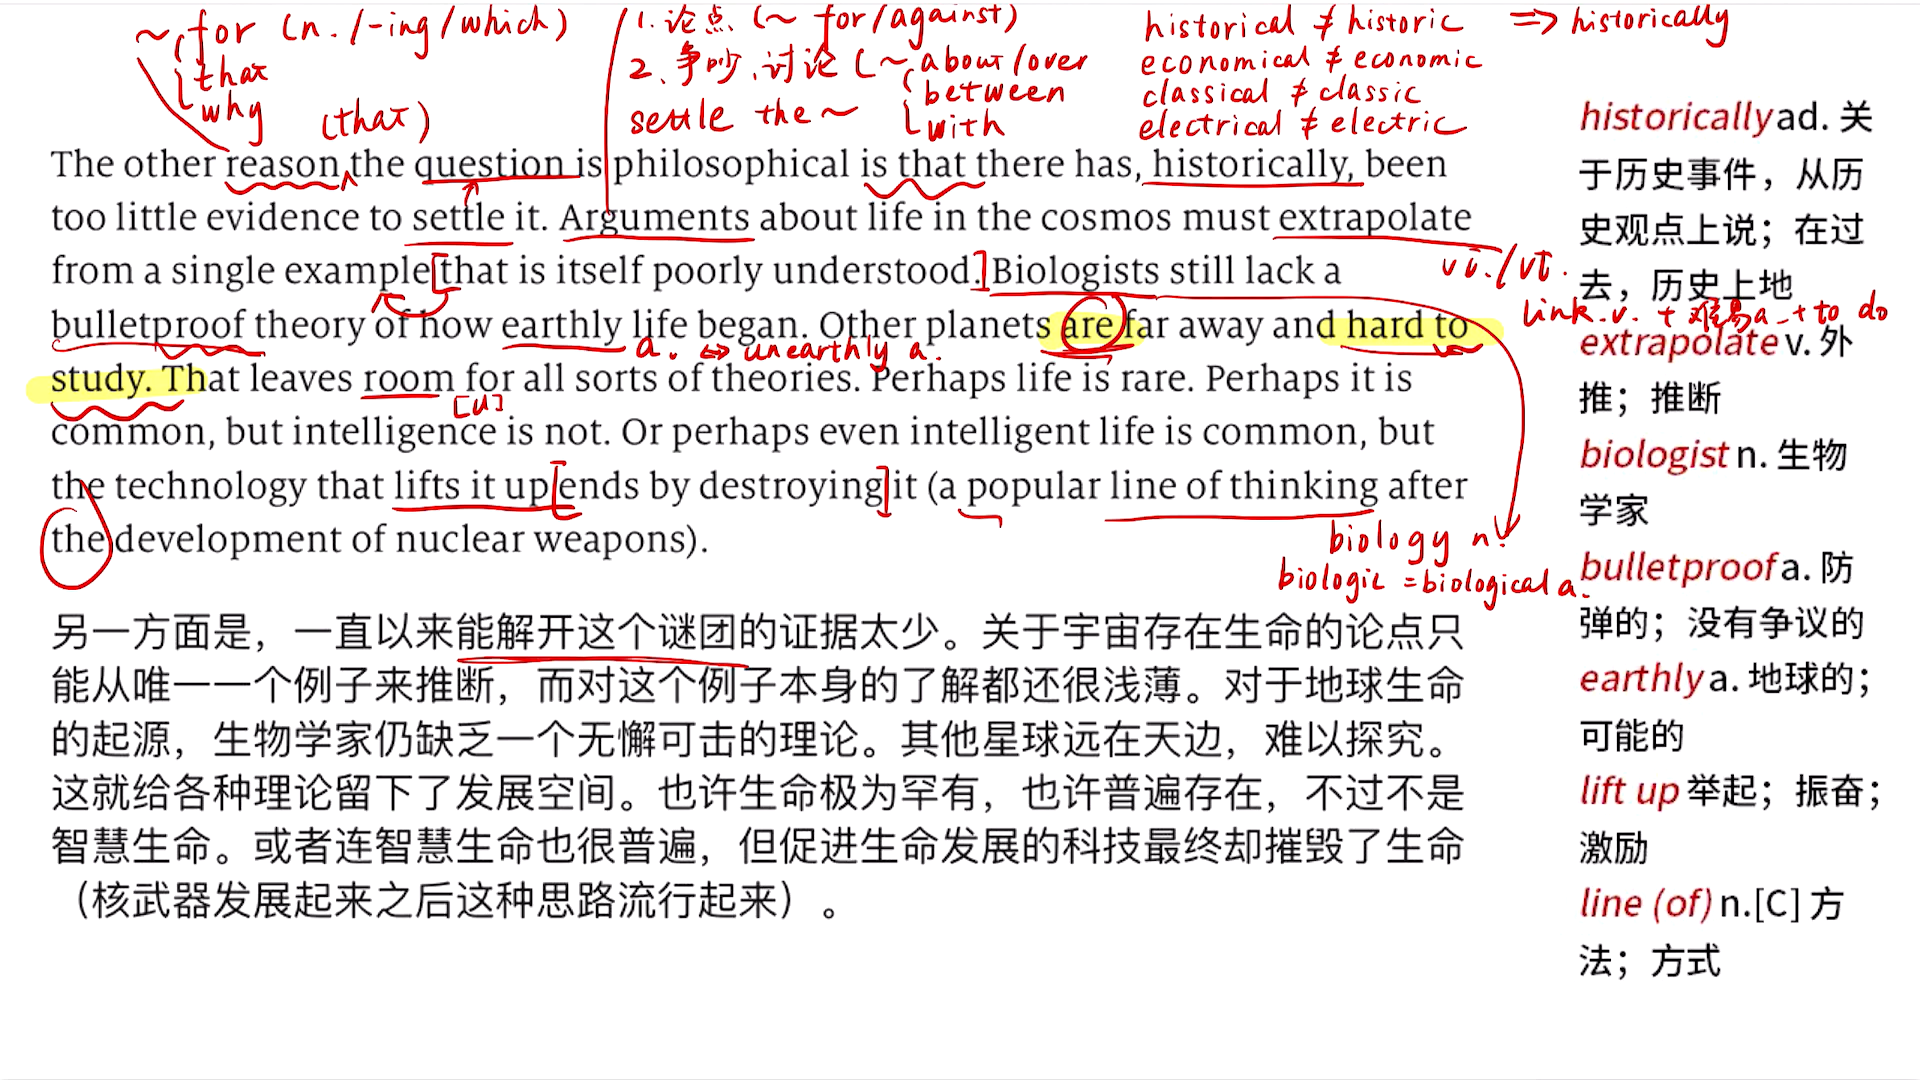 ~ for (n. /-ing/which)
that
why
(that)
1. 论点 (~ for/against)
2. 争吵、讨论 (~ about/over
between
with
settle the ~
historical ≠ historic ⇒ historically
economical ≠ economic
classical ≠ classic
electrical ≠ electric
The other reason the question is philosophical is that there has, historically, been
too little evidence to settle it. Arguments about life in the cosmos must extrapolate
from a single example that is itself poorly understood. Biologists still lack a
bulletproof theory of how earthly life began. Other planets are far away and hard to
study. That leaves room for all sorts of theories. Perhaps life is rare. Perhaps it is
common, but intelligence is not. Or perhaps even intelligent life is common, but
the technology that lifts it up ends by destroying it (a popular line of thinking after
the development of nuclear weapons).
vi./vt.
link.v. + 难易a. + to do
a. ⇔ unearthly a.
[U]
biology n.
biologic = biological a.
另一方面是，一直以来能解开这个谜团的证据太少。关于宇宙存在生命的论点只
能从唯一一个例子来推断，而对这个例子本身的了解都还很浅薄。对于地球生命
的起源，生物学家仍缺乏一个无懈可击的理论。其他星球远在天边，难以探究。
这就给各种理论留下了发展空间。也许生命极为罕有，也许普遍存在，不过不是
智慧生命。或者连智慧生命也很普遍，但促进生命发展的科技最终却摧毁了生命
（核武器发展起来之后这种思路流行起来）。
historically ad. 关
于历史事件，从历
史观点上说；在过
去，历史上地
extrapolate v. 外
推；推断
biologist n. 生物
学家
bulletproof a. 防
弹的；没有争议的
earthly a. 地球的；
可能的
lift up 举起；振奋；
激励
line (of) n.[C] 方
法；方式